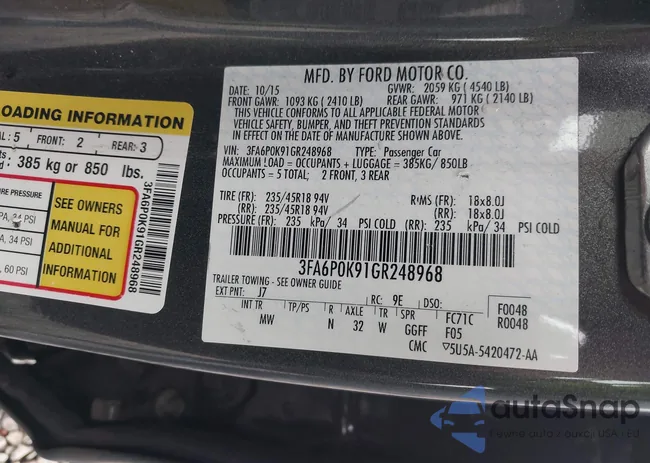 OADING INFORMATION
AL: 5 FRONT: 2 REAR: 3
385 kg or 850 lbs.
RE PRESSURE
PA, 34 PSI
PA, 34 PSI
A, 60 PSI
SEE OWNERS
MANUAL FOR
ADDITIONAL
INFORMATION
3FA6P0K91GR248968
MFD. BY FORD MOTOR CO.
DATE: 10/15 GVWR: 2059 KG ( 4540 LB)
FRONT GAWR: 1093 KG ( 2410 LB) REAR GAWR: 971 KG ( 2140 LB)
THIS VEHICLE CONFORMS TO ALL APPLICABLE FEDERAL MOTOR
VEHICLE SAFETY, BUMPER, AND THEFT PREVENTION STANDARDS
IN EFFECT ON THE DATE OF MANUFACTURE SHOWN ABOVE.
VIN: 3FA6P0K91GR248968 TYPE: Passenger Car
MAXIMUM LOAD = OCCUPANTS + LUGGAGE = 385KG/850LB
OCCUPANTS = 5 TOTAL: 2 FRONT, 3 REAR
TIRE (FR): 235/45R18 94V RIMS (FR): 18x8.0J
(RR): 235/45R18 94V (RR): 18x8.0J
PRESSURE (FR): 235 kPa/ 34 PSI COLD (RR): 235 kPa/ 34 PSI COLD
3FA6P0K91GR248968
TRAILER TOWING - SEE OWNER GUIDE
EXT PNT: J7 RC: 9E DSO: F0048
R0048
INT TR TP/PS R AXLE TR SPR FC71C
MW N 32 W GGFF F05
CMC 5U5A-5420472-AA
autoSnap